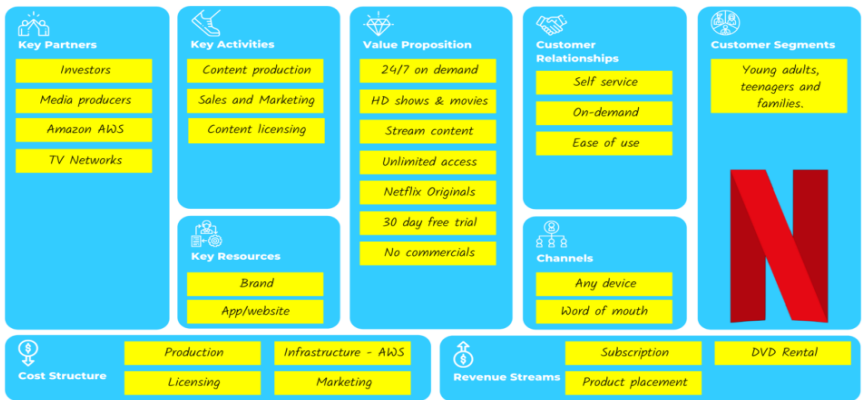 Key Partners
Investors
Media producers
Amazon AWS
TV Networks
Key Activities
Content production
Sales and Marketing
Content licensing
Key Resources
Brand
App/website
Value Proposition
24/7 on demand
HD shows & movies
Stream content
Unlimited access
Netflix Originals
30 day free trial
No commercials
Customer
Relationships
Self service
On-demand
Ease of use
Channels
Any device
Word of mouth
Customer Segments
Young adults,
teenagers and
families.
N
Cost Structure
Production
Infrastructure - AWS
Licensing
Marketing
Revenue Streams
Subscription
DVD Rental
Product placement